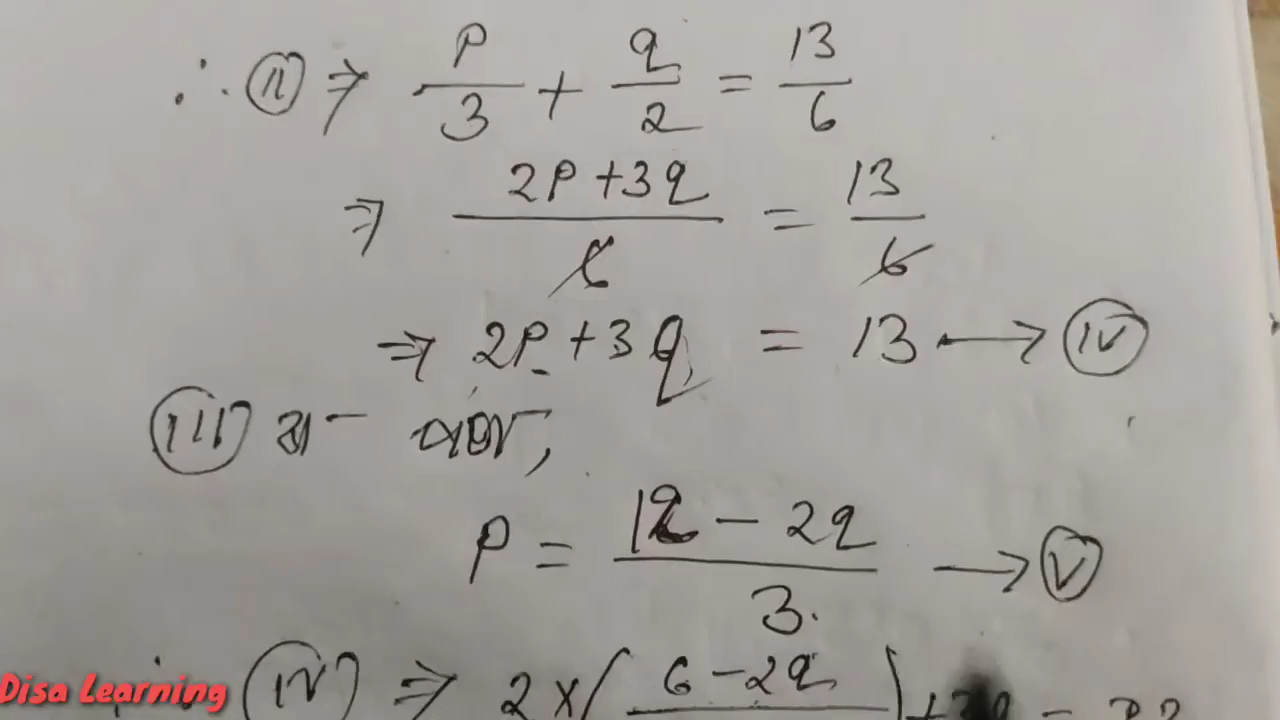 ∴ (II) ⇒ P/3 + q/2 = 13/6
⇒ (2P + 3q)/6 = 13/6
⇒ 2P + 3q = 13 → (IV)
(III)
P = (12 - 2q)/3 → (V)
(IV) ⇒ 2 × (6 - 2q
Disa Learning